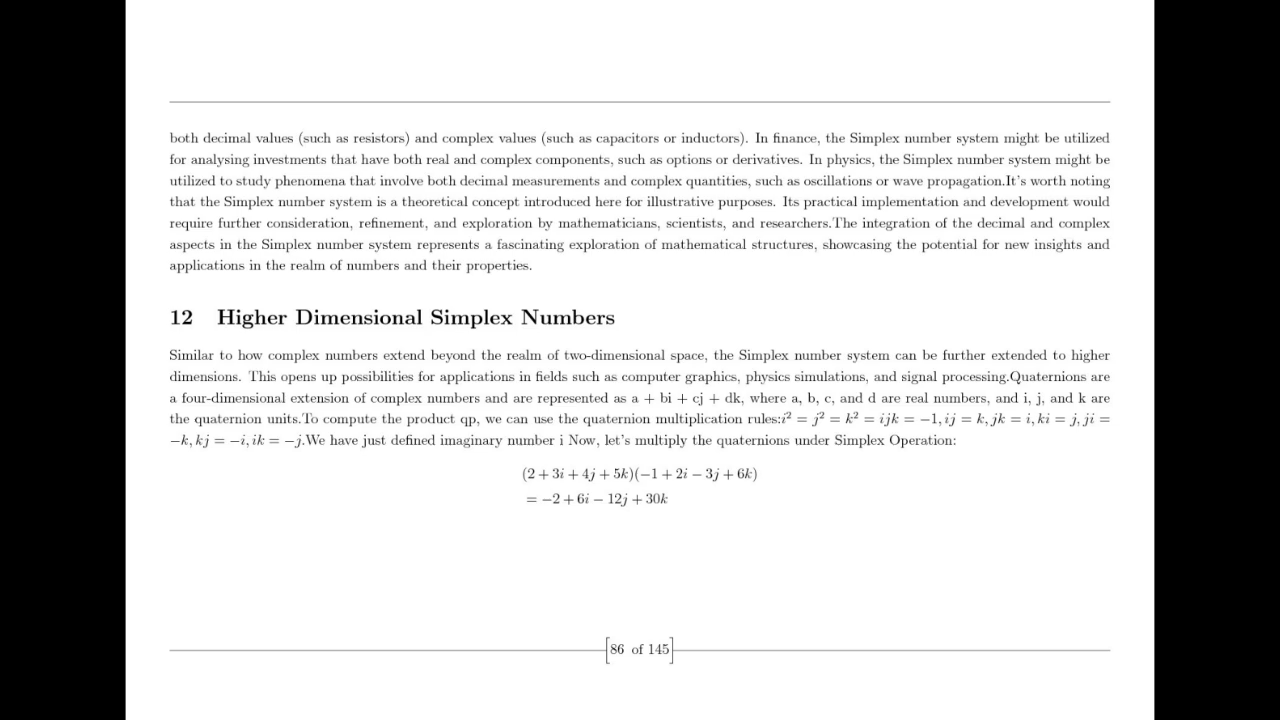 both decimal values (such as resistors) and complex values (such as capacitors or inductors). In finance, the Simplex number system might be utilized
for analysing investments that have both real and complex components, such as options or derivatives. In physics, the Simplex number system might be
utilized to study phenomena that involve both decimal measurements and complex quantities, such as oscillations or wave propagation.It's worth noting
that the Simplex number system is a theoretical concept introduced here for illustrative purposes. Its practical implementation and development would
require further consideration, refinement, and exploration by mathematicians, scientists, and researchers.The integration of the decimal and complex
aspects in the Simplex number system represents a fascinating exploration of mathematical structures, showcasing the potential for new insights and
applications in the realm of numbers and their properties.
12 Higher Dimensional Simplex Numbers
Similar to how complex numbers extend beyond the realm of two-dimensional space, the Simplex number system can be further extended to higher
dimensions. This opens up possibilities for applications in fields such as computer graphics, physics simulations, and signal processing.Quaternions are
a four-dimensional extension of complex numbers and are represented as a + bi + cj + dk, where a, b, c, and d are real numbers, and i, j, and k are
the quaternion units.To compute the product qp, we can use the quaternion multiplication rules:i² = j² = k² = ijk = −1, ij = k, jk = i, ki = j, ji =
−k, kj = −i, ik = −j.We have just defined imaginary number i Now, let's multiply the quaternions under Simplex Operation:
(2 + 3i + 4j + 5k)(−1 + 2i − 3j + 6k)
= −2 + 6i − 12j + 30k
[86 of 145]